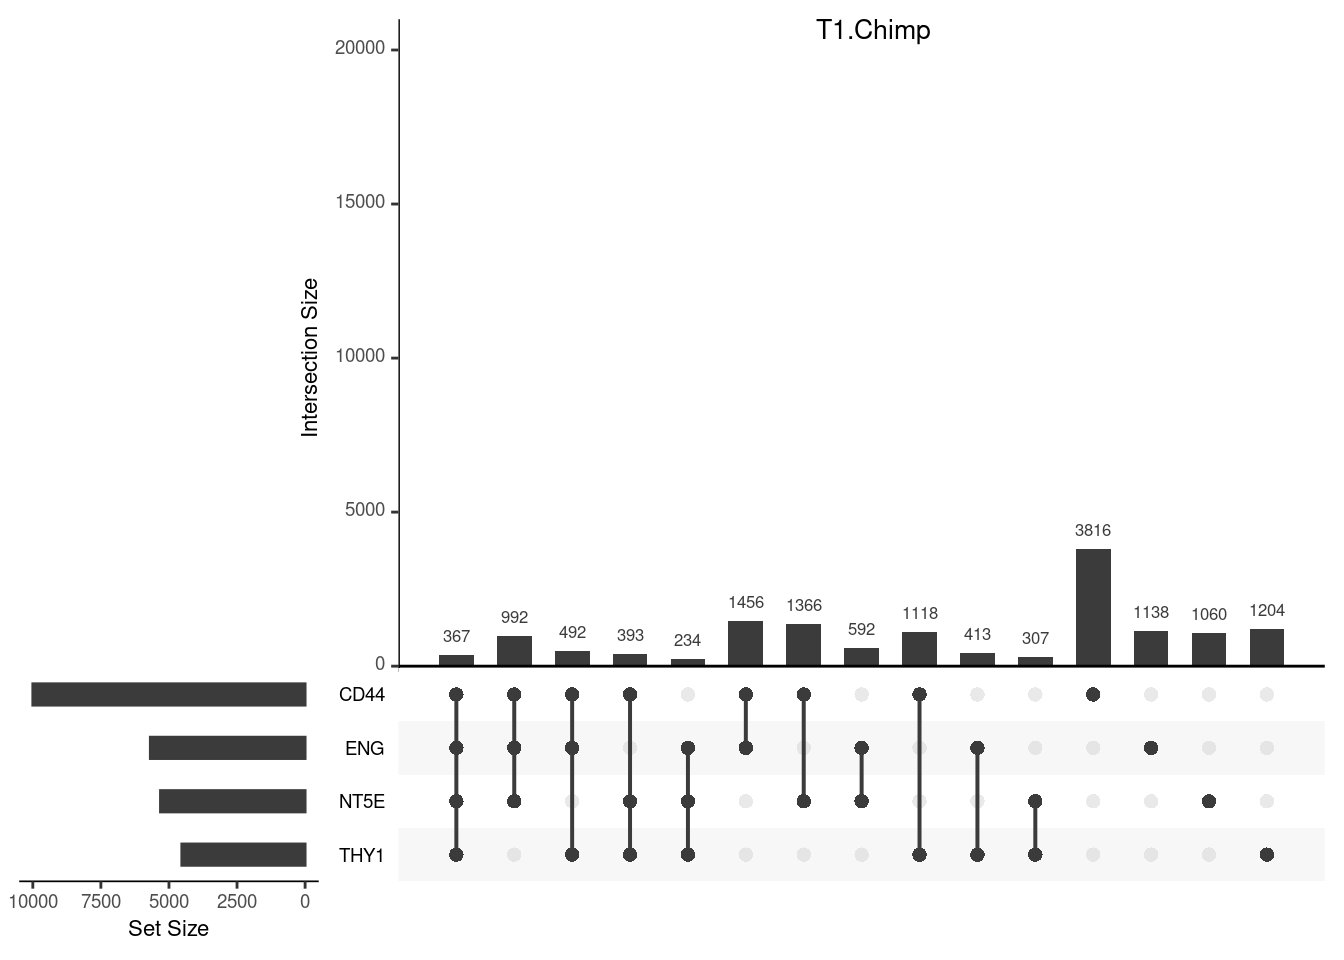 T1.Chimp
20000
15000
10000
5000
0
Intersection Size
367 992 492 393 234 1456 1366 592 1118 413 307 3816 1138 1060 1204
CD44
ENG
NT5E
THY1
10000 7500 5000 2500 0
Set Size